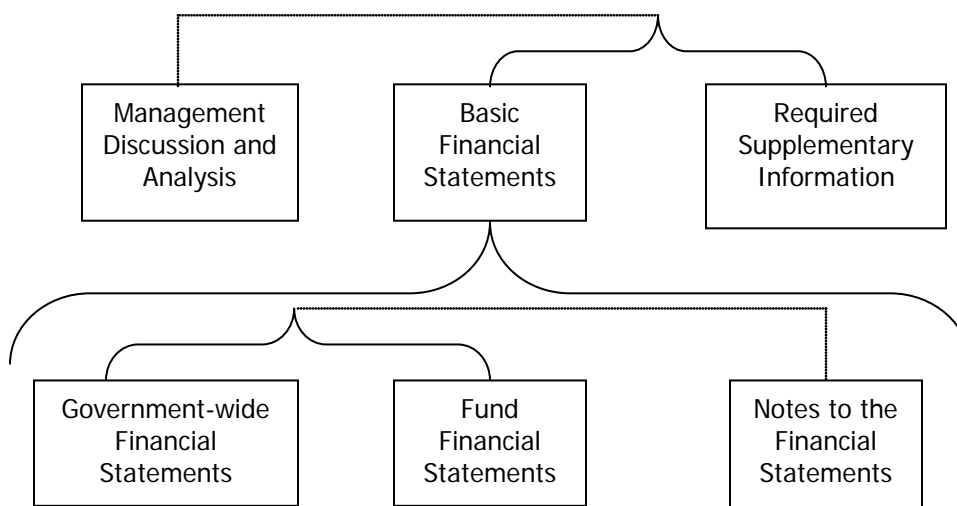 Management
Discussion and
Analysis
Basic
Financial
Statements
Required
Supplementary
Information
Government-wide
Financial
Statements
Fund
Financial
Statements
Notes to the
Financial
Statements